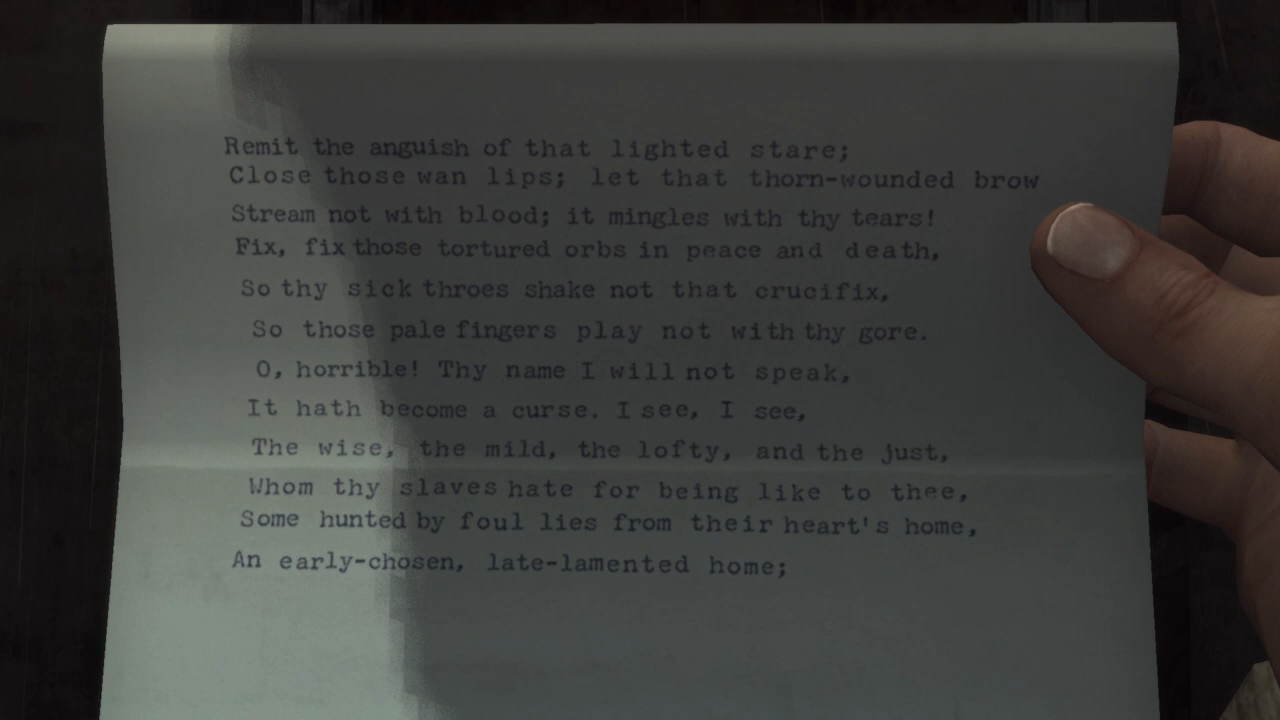 Remit the anguish of that lighted stare;
Close those wan lips; let that thorn-wounded brow
Stream not with blood; it mingles with thy tears!
Fix, fix those tortured orbs in peace and death,
So thy sick throes shake not that crucifix,
So those pale fingers play not with thy gore.
O, horrible! Thy name I will not speak,
It hath become a curse. I see, I see,
The wise, the mild, the lofty, and the just,
Whom thy slaves hate for being like to thee,
Some hunted by foul lies from their heart's home,
An early-chosen, late-lamented home;